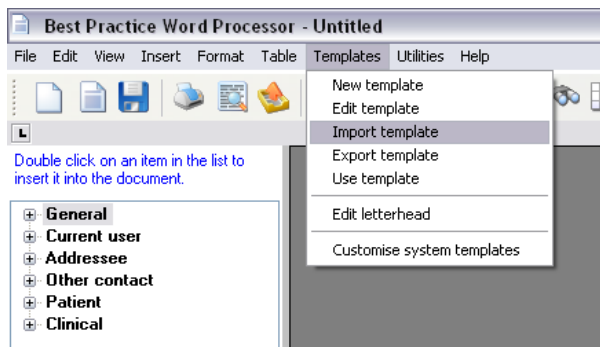 Best Practice Word Processor - Untitled
File Edit View Insert Format Table Templates Utilities Help
New template
Edit template
Import template
Export template
Use template
Edit letterhead
Customise system templates
L
Double click on an item in the list to
insert it into the document.
General
Current user
Addressee
Other contact
Patient
Clinical